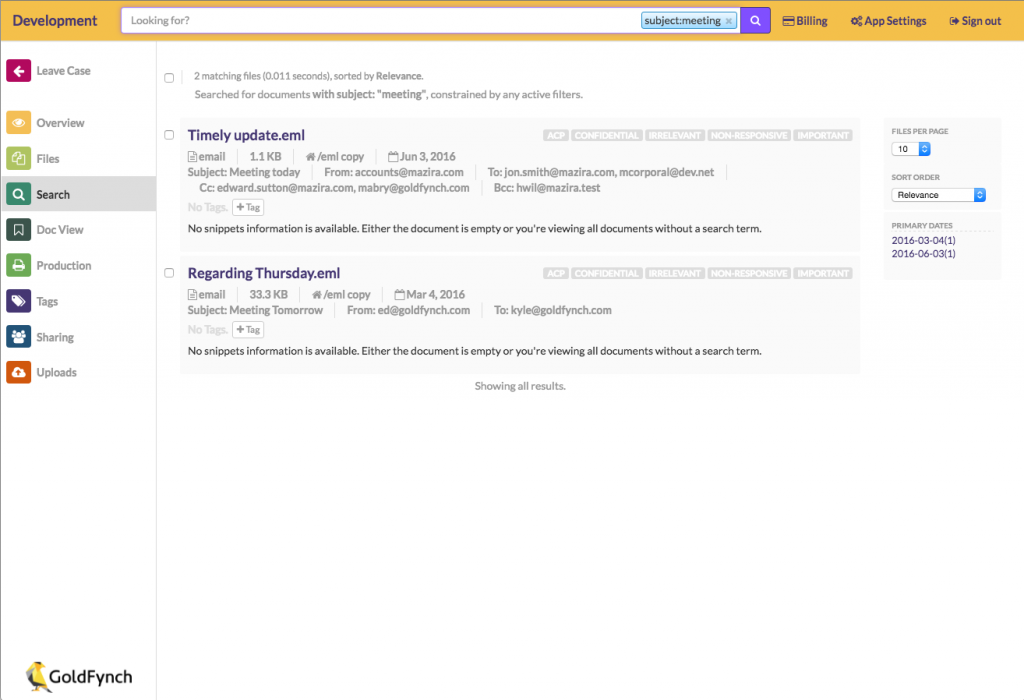 Development Looking for? subject:meeting × Billing App Settings Sign out
Leave Case
Overview
Files
Search
Doc View
Production
Tags
Sharing
Uploads
GoldFynch
2 matching files (0.011 seconds), sorted by Relevance.
Searched for documents with subject: "meeting", constrained by any active filters.
Timely update.eml ACP CONFIDENTIAL IRRELEVANT NON-RESPONSIVE IMPORTANT
email 1.1 KB /eml copy Jun 3, 2016
Subject: Meeting today From: accounts@mazira.com To: jon.smith@mazira.com, mcorporal@dev.net
Cc: edward.sutton@mazira.com, mabry@goldfynch.com Bcc: hwil@mazira.test
No Tags. + Tag
No snippets information is available. Either the document is empty or you're viewing all documents without a search term.
Regarding Thursday.eml ACP CONFIDENTIAL IRRELEVANT NON-RESPONSIVE IMPORTANT
email 33.3 KB /eml copy Mar 4, 2016
Subject: Meeting Tomorrow From: ed@goldfynch.com To: kyle@goldfynch.com
No Tags. + Tag
No snippets information is available. Either the document is empty or you're viewing all documents without a search term.
Showing all results.
FILES PER PAGE
10
SORT ORDER
Relevance
PRIMARY DATES
2016-03-04(1)
2016-06-03(1)